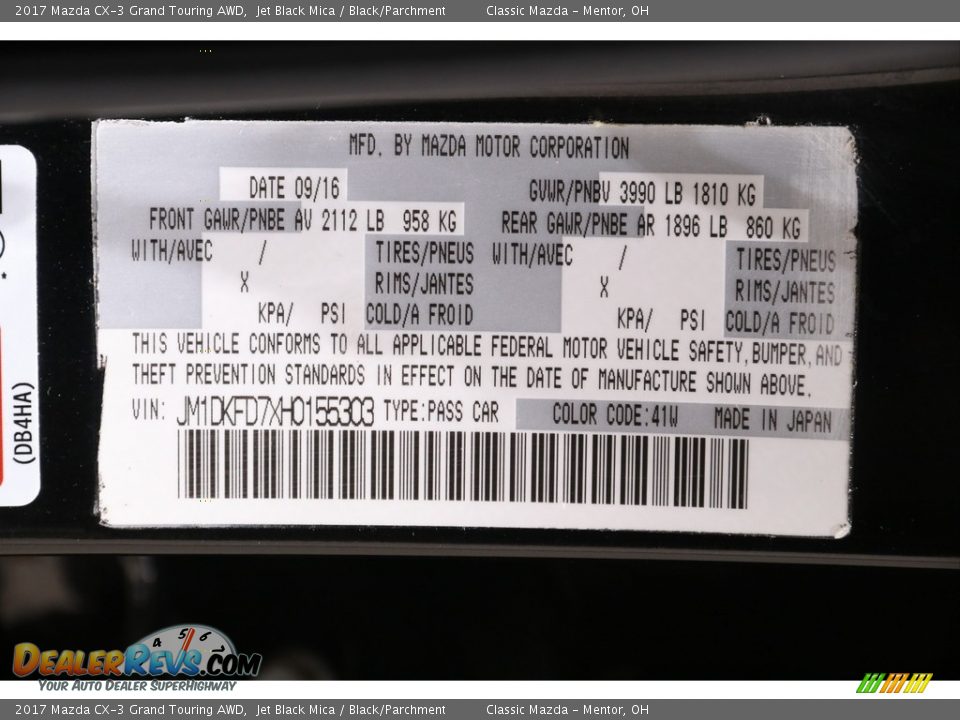 2017 Mazda CX-3 Grand Touring AWD, Jet Black Mica / Black/Parchment Classic Mazda - Mentor, OH
MFD. BY MAZDA MOTOR CORPORATION
DATE 09/16 GVWR/PNBV 3990 LB 1810 KG
FRONT GAWR/PNBE AV 2112 LB 958 KG REAR GAWR/PNBE AR 1896 LB 860 KG
WITH/AVEC / TIRES/PNEUS WITH/AVEC / TIRES/PNEUS
X RIMS/JANTES X RIMS/JANTES
KPA/ PSI COLD/A FROID KPA/ PSI COLD/A FROID
THIS VEHICLE CONFORMS TO ALL APPLICABLE FEDERAL MOTOR VEHICLE SAFETY, BUMPER, AND
THEFT PREVENTION STANDARDS IN EFFECT ON THE DATE OF MANUFACTURE SHOWN ABOVE.
VIN: JM1DKFD7XH0155303 TYPE:PASS CAR COLOR CODE:41W MADE IN JAPAN
(DB4HA)
4 5 6
DEALERREVS.COM
YOUR AUTO DEALER SUPERHIGHWAY
2017 Mazda CX-3 Grand Touring AWD, Jet Black Mica / Black/Parchment Classic Mazda - Mentor, OH